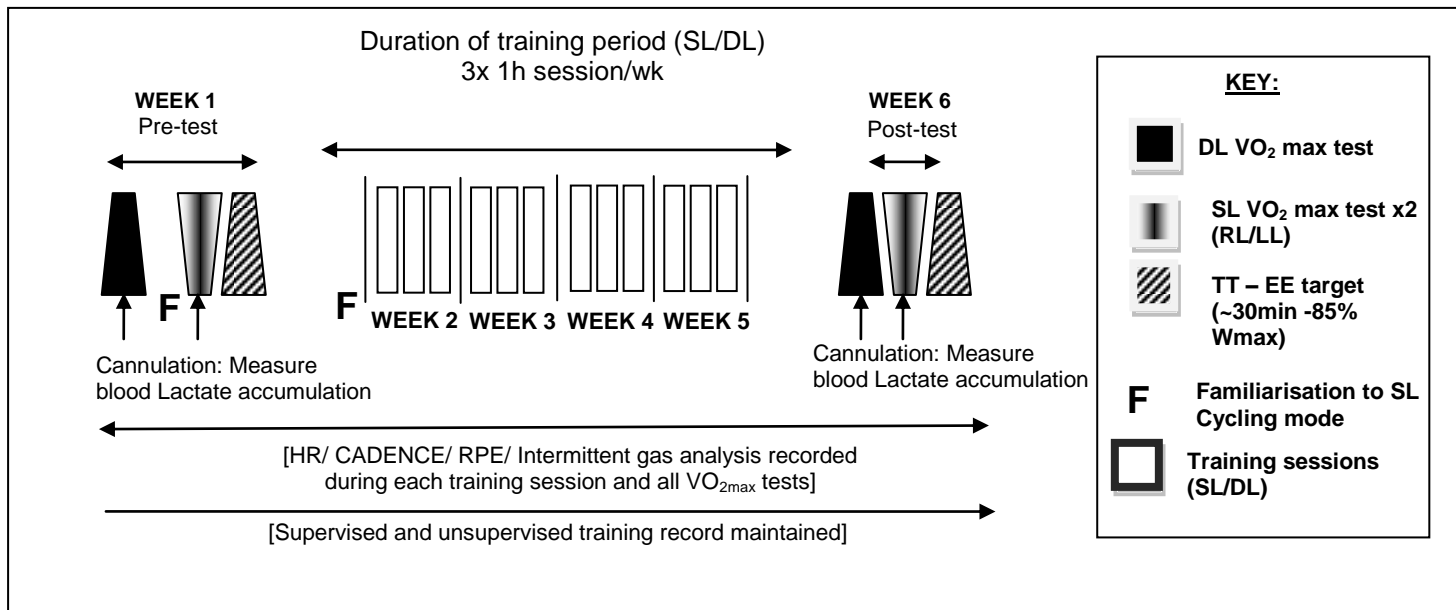 Duration of training period (SL/DL)
3x 1h session/wk
WEEK 1
Pre-test
WEEK 6
Post-test
F
F
WEEK 2 WEEK 3 WEEK 4 WEEK 5
Cannulation: Measure
blood Lactate accumulation
Cannulation: Measure
blood Lactate accumulation
[HR/ CADENCE/ RPE/ Intermittent gas analysis recorded
during each training session and all VO2max tests]
[Supervised and unsupervised training record maintained]
KEY:
DL VO2 max test
SL VO2 max test x2
(RL/LL)
TT – EE target
(~30min -85%
Wmax)
F Familiarisation to SL
Cycling mode
Training sessions
(SL/DL)